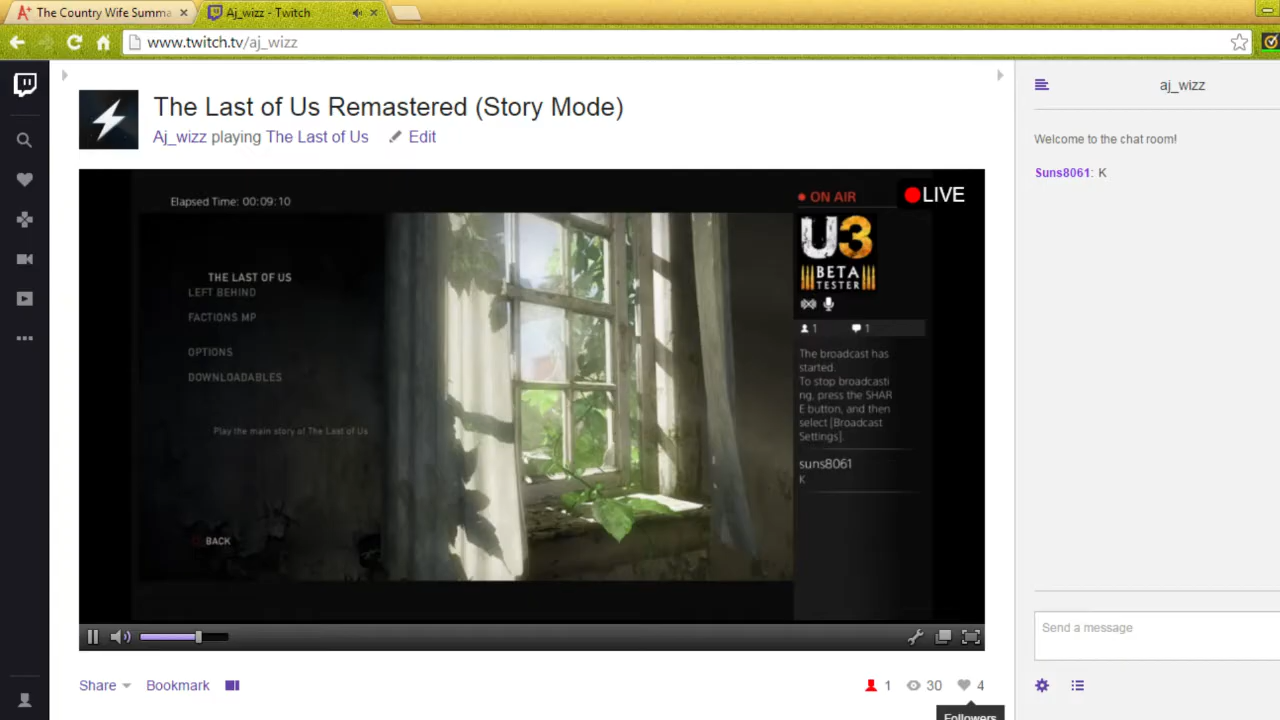 The Country Wife Summa
Aj_wizz - Twitch
www.twitch.tv/aj_wizz
The Last of Us Remastered (Story Mode)
Aj_wizz playing The Last of Us
Edit
Elapsed Time: 00:09:10
THE LAST OF US
LEFT BEHIND
FACTIONS MP
OPTIONS
DOWNLOADABLES
Play the main story of The Last of Us
BACK
ON AIR
LIVE
U3
BETA
TESTER
1
1
The broadcast has
started.
To stop broadcasti
ng, press the SHAR
E button, and then
select [Broadcast
Settings].
suns8061
K
Share
Bookmark
1
30
4
Followers
aj_wizz
Welcome to the chat room!
Suns8061: K
Send a message